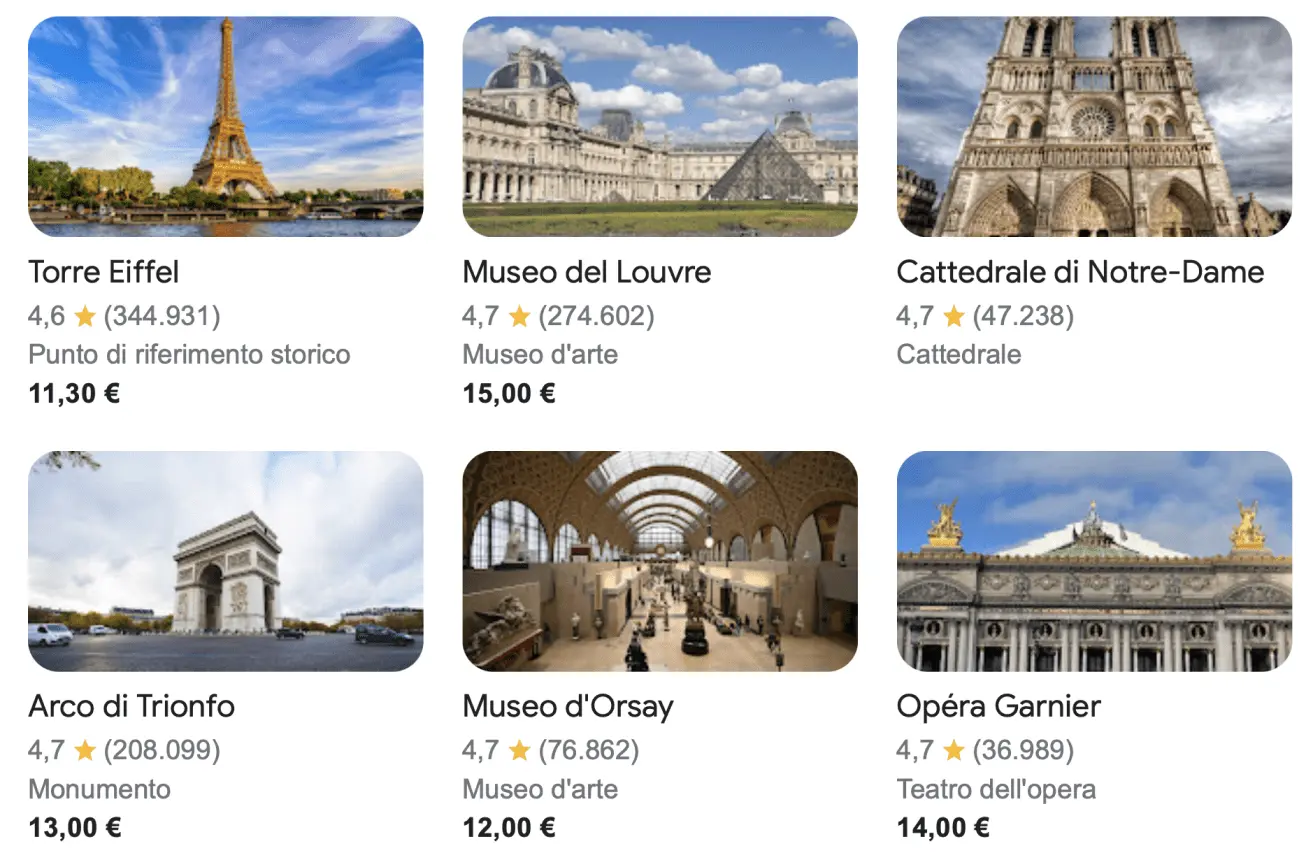 Torre Eiffel
4,6 ★ (344.931)
Punto di riferimento storico
11,30 €
Museo del Louvre
4,7 ★ (274.602)
Museo d'arte
15,00 €
Cattedrale di Notre-Dame
4,7 ★ (47.238)
Cattedrale
Arco di Trionfo
4,7 ★ (208.099)
Monumento
13,00 €
Museo d'Orsay
4,7 ★ (76.862)
Museo d'arte
12,00 €
Opéra Garnier
4,7 ★ (36.989)
Teatro dell'opera
14,00 €